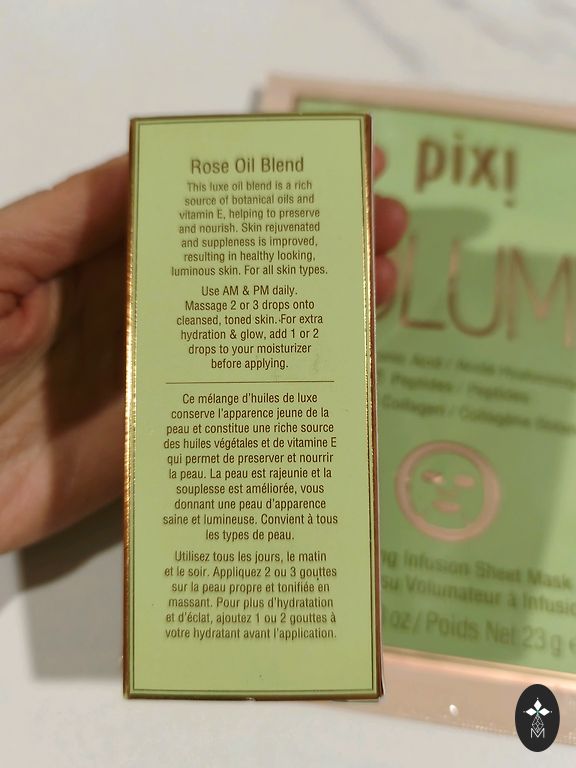 Rose Oil Blend
This luxe oil blend is a rich
source of botanical oils and
vitamin E, helping to preserve
and nourish. Skin rejuvenated
and suppleness is improved,
resulting in healthy looking,
luminous skin. For all skin types.
Use AM & PM daily.
Massage 2 or 3 drops onto
cleansed, toned skin. For extra
hydration & glow, add 1 or 2
drops to your moisturizer
before applying.
Ce mélange d'huiles de luxe
conserve l'apparence jeune de la
peau et constitue une riche source
des huiles végétales et de vitamine E
qui permet de preserver et nourrir
la peau. La peau est rajeunie et la
souplesse est améliorée, vous
donnant une peau d'apparence
saine et lumineuse. Convient à tous
les types de peau.
Utilisez tous les jours, le matin
et le soir. Appliquez 2 ou 3 gouttes
sur la peau propre et tonifiée en
massant. Pour plus d'hydratation
et d'éclat, ajoutez 1 ou 2 gouttes à
votre hydratant avant l'application.
pixi
LUM
Peptides / Peptides
Collagen / Collagène
Infusion Sheet Mask
Volumateur à
oz / Poids Net 23 g
M